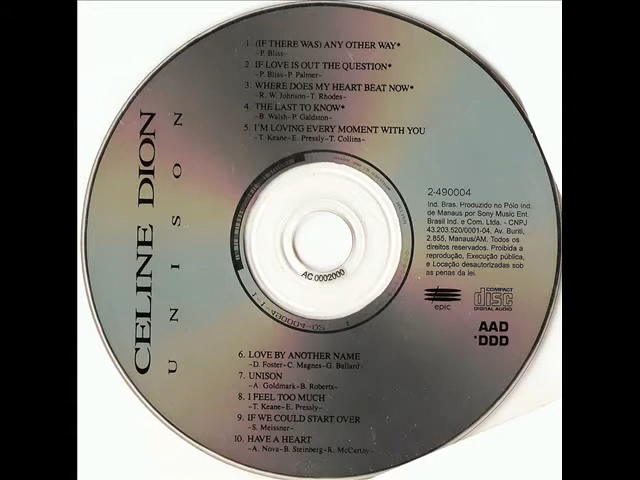 CELINE DION
UNISON
1. (IF THERE WAS) ANY OTHER WAY*
-P. Bliss-
2. IF LOVE IS OUT THE QUESTION*
-P. Bliss-P. Palmer-
3. WHERE DOES MY HEART BEAT NOW*
-R. W. Johnson-T. Rhodes-
4. THE LAST TO KNOW*
-B. Walsh-P. Galdston-
5. I'M LOVING EVERY MOMENT WITH YOU
-T. Keane-E. Pressly-T. Collins-
2-490004
Ind. Bras. Produzido no Pólo Ind.
de Manaus por Sony Music Ent.
Brasil Ind. e Com. Ltda. - CNPJ
43.203.520/0001-04, Av. Buriti,
2.855, Manaus/AM. Todos os
direitos reservados. Proibida a
reprodução, Execução pública,
e Locação desautorizadas sob
as penas da lei.
AC 0002000
epic
COMPACT
disc
DIGITAL AUDIO
AAD
*DDD
6. LOVE BY ANOTHER NAME
-D. Foster-C. Magnes-G. Ballard-
7. UNISON
-A. Goldmark-B. Roberts-
8. I FEEL TOO MUCH
-T. Keane-E. Pressly-
9. IF WE COULD START OVER
-S. Meissner-
10. HAVE A HEART
-A. Nova-B. Steinberg-R. McCarthy-